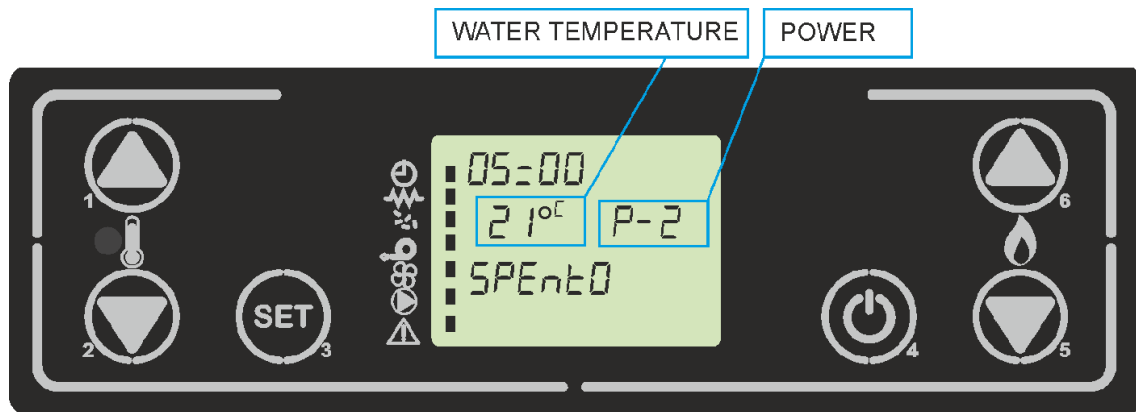 WATER TEMPERATURE
POWER
05:00
21°C
P-2
SPEntO
1
2
SET
3
4
5
6